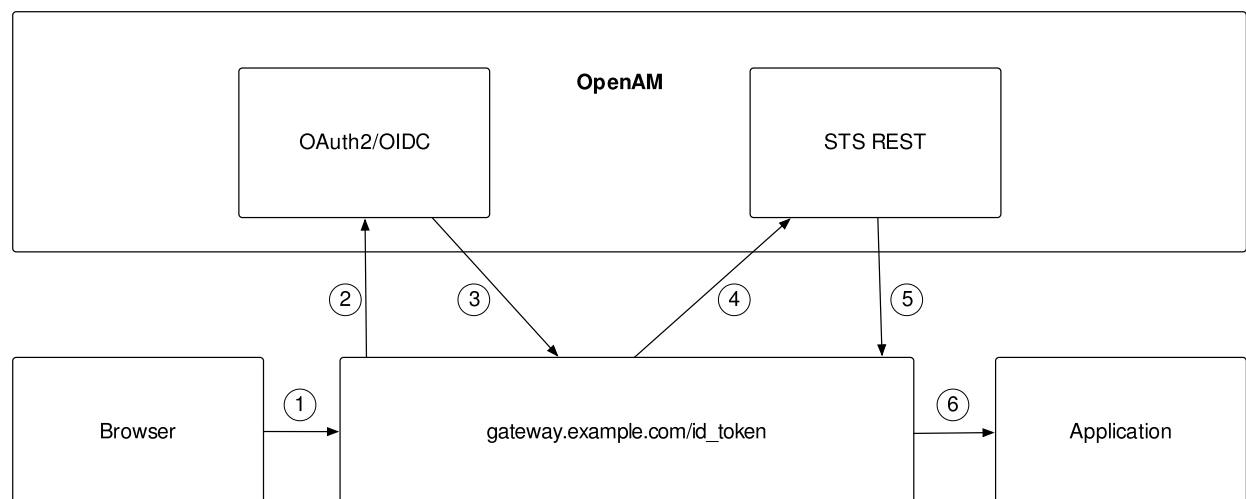 OpenAM
OAuth2/OIDC
STS REST
2
3
4
5
Browser
1
gateway.example.com/id_token
6
Application